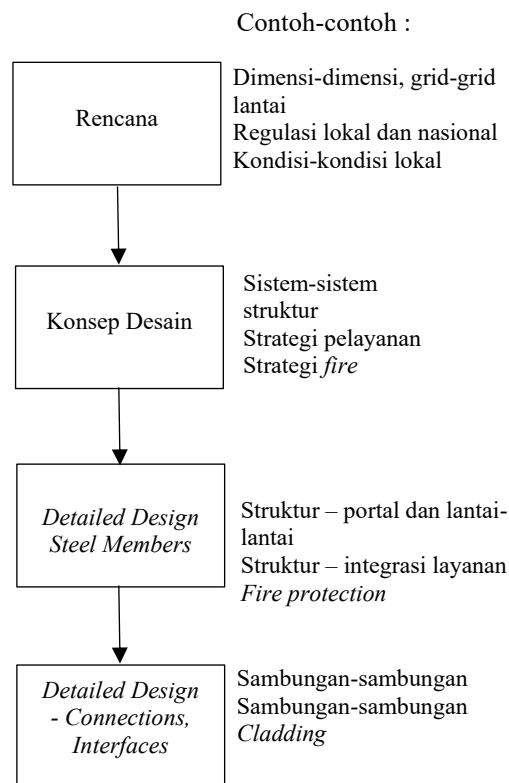 Contoh-contoh :
Rencana
Dimensi-dimensi, grid-grid
lantai
Regulasi lokal dan nasional
Kondisi-kondisi lokal
Konsep Desain
Sistem-sistem
struktur
Strategi pelayanan
Strategi fire
Detailed Design
Steel Members
Struktur – portal dan lantai-
lantai
Struktur – integrasi layanan
Fire protection
Detailed Design
- Connections,
Interfaces
Sambungan-sambungan
Sambungan-sambungan
Cladding